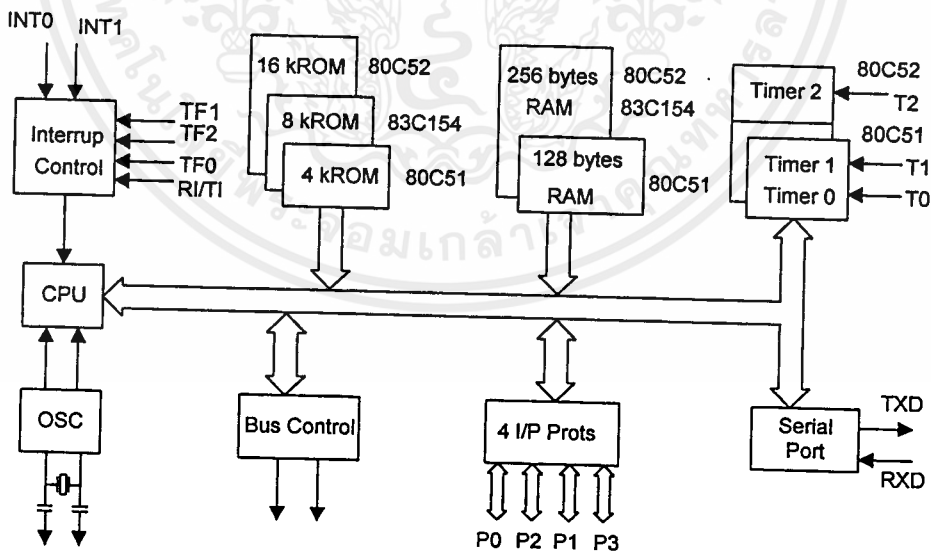 INT0 INT1
Interrup
Control
TF1
TF2
TF0
RI/TI
16 kROM 80C52
8 kROM 83C154
4 kROM 80C51
256 bytes
RAM
80C52
83C154
128 bytes
RAM
80C51
80C52
Timer 2
T2
80C51
Timer 1
T1
Timer 0
T0
CPU
OSC
Bus Control
4 I/P Prots
P0 P2 P1 P3
Serial
Port
TXD
RXD